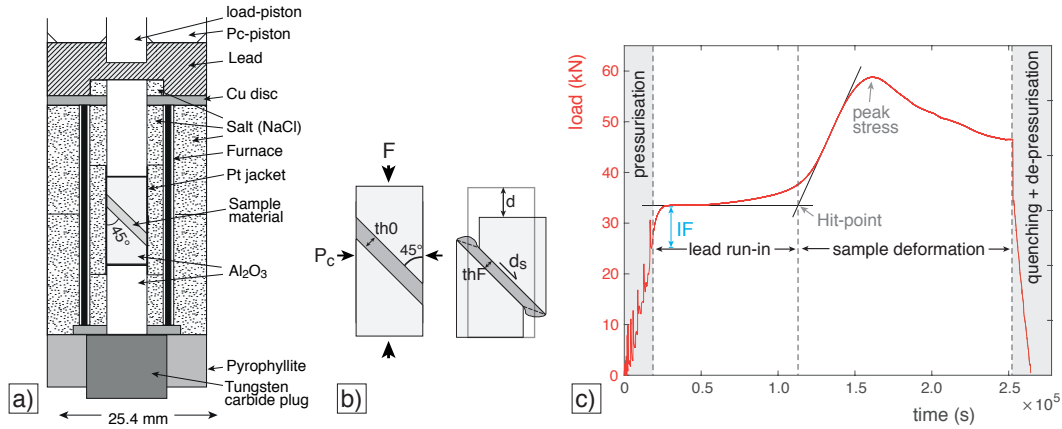 load-piston
Pc-piston
Lead
Cu disc
Salt (NaCl)
Furnace
Pt jacket
Sample
material
45°
Al2O3
Pyrophyllite
Tungsten
carbide plug
25.4 mm
a)
F
Pc
th0
45°
d
thF
ds
b)
load (kN)
60
50
40
30
20
10
0
pressurisation
IF
lead run-in
Hit-point
peak
stress
sample deformation
quenching + de-pressurisation
0
0.5
1.0
1.5
2.0
2.5
× 10⁵
time (s)
c)